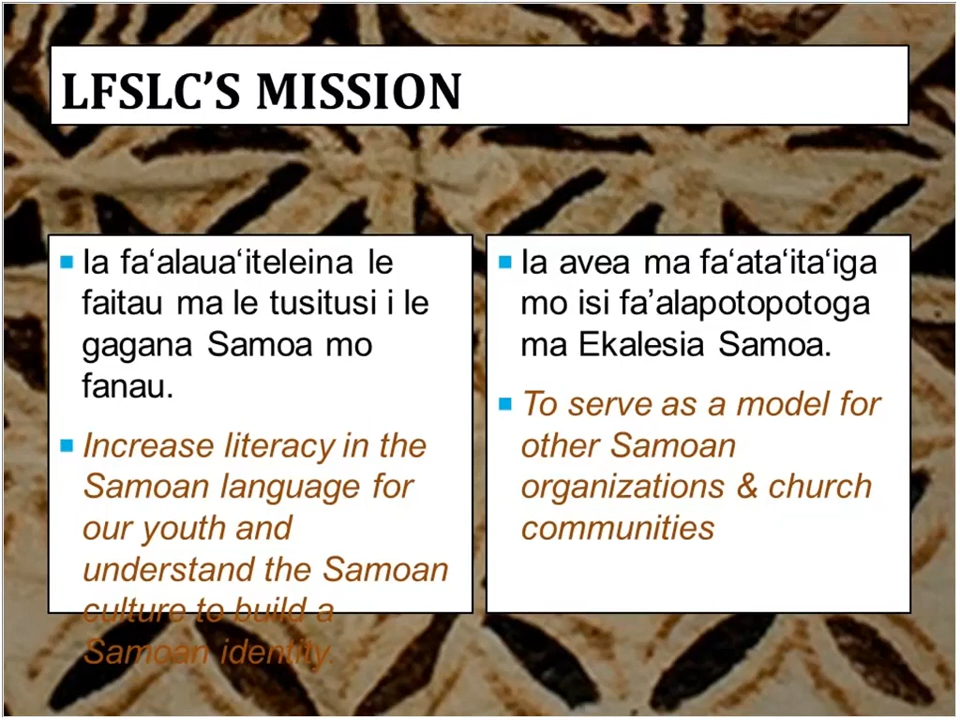 LFSLC’S MISSION
Ia fa‘alaua‘iteleina le
faitau ma le tusitusi i le
gagana Samoa mo
fanau.
Increase literacy in the
Samoan language for
our youth and
understand the Samoan
culture to build a
Samoan identity.
Ia avea ma fa‘ata‘ita‘iga
mo isi fa’alapotopotoga
ma Ekalesia Samoa.
To serve as a model for
other Samoan
organizations & church
communities